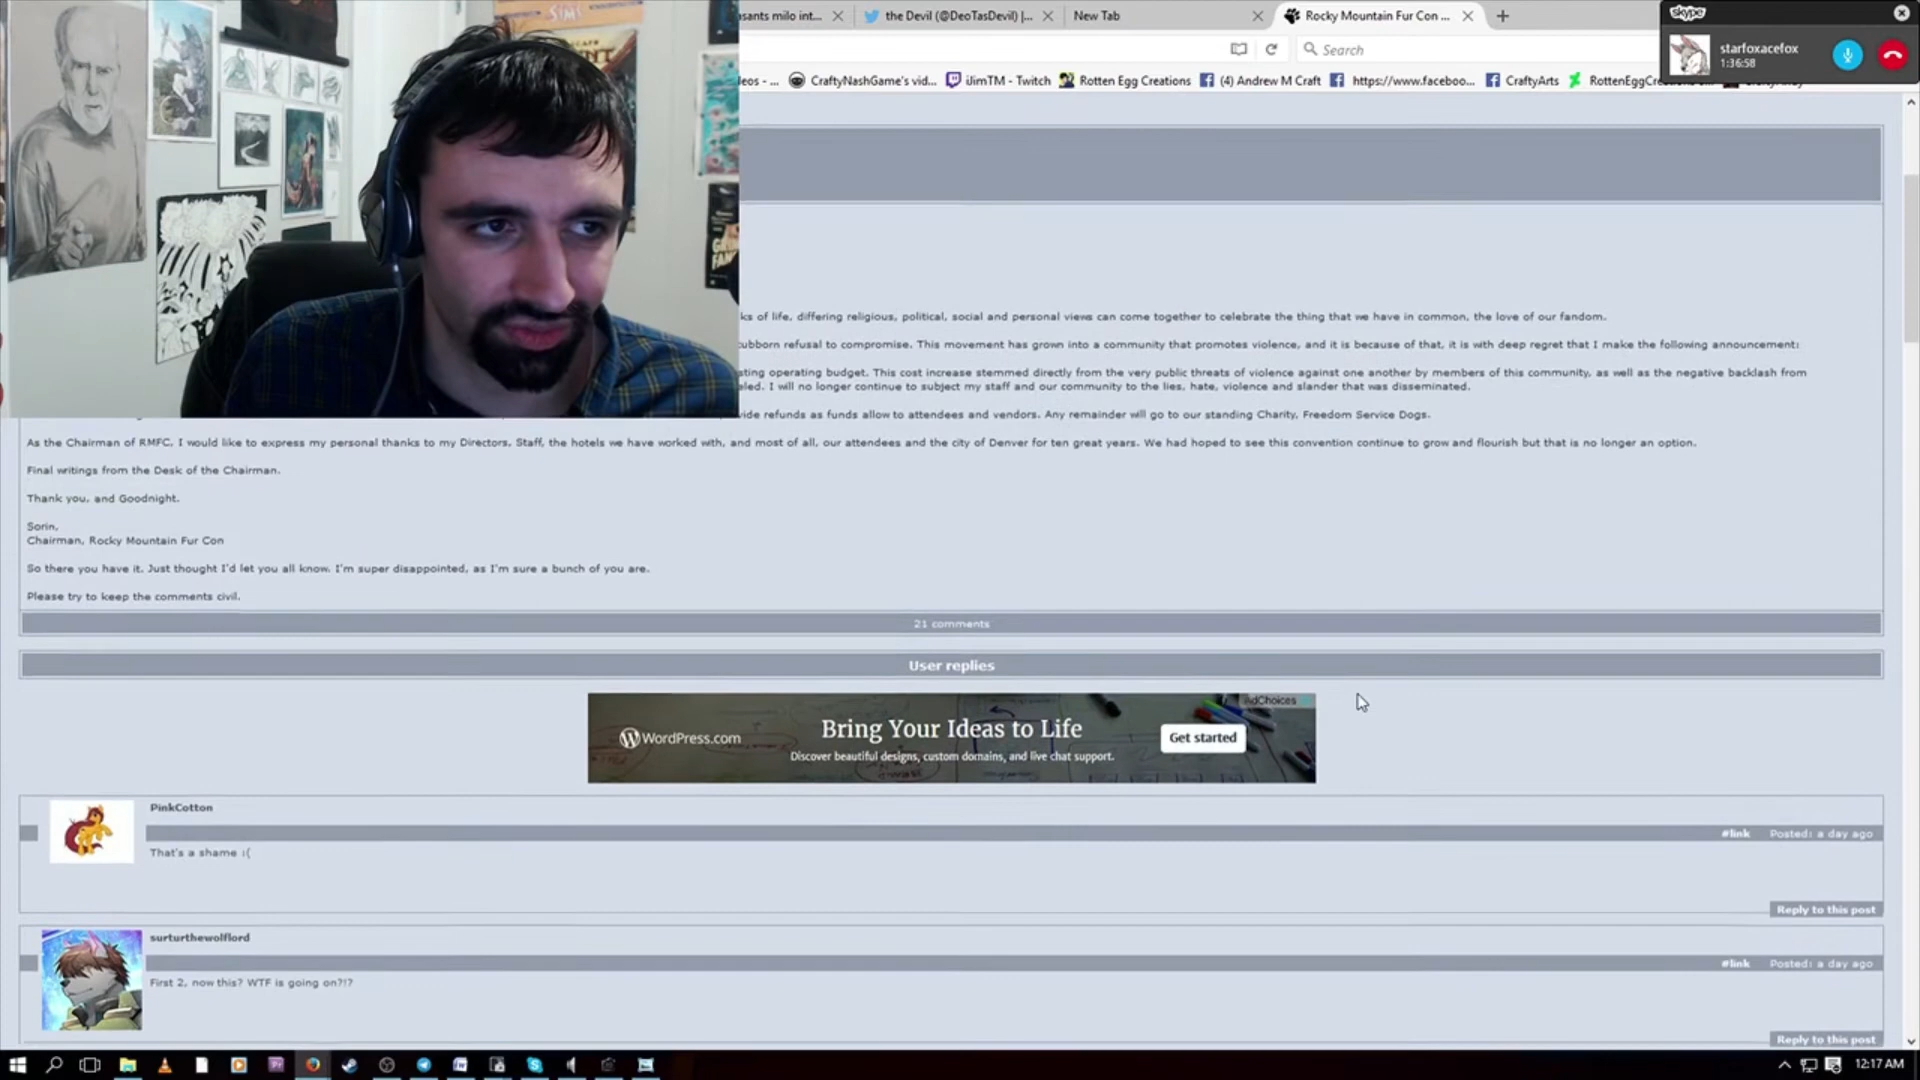 sants milo int...
the Devil (@DeoTasDevil) |...
New Tab
Rocky Mountain Fur Con ...
skype
starfoxacefox
1:36:58
Search
eos - ...
CraftyNashGame's vid...
iJimTM - Twitch
Rotten Egg Creations
(4) Andrew M Craft
https://www.faceboo...
CraftyArts
SIMS
ks of life, differing religious, political, social and personal views can come together to celebrate the thing that we have in common, the love of our fandom.
tubborn refusal to compromise. This movement has grown into a community that promotes violence, and it is because of that, it is with deep regret that I make the following announcement:
sting operating budget. This cost increase stemmed directly from the very public threats of violence against one another by members of this community, as well as the negative backlash from
eled. I will no longer continue to subject my staff and our community to the lies, hate, violence and slander that was disseminated.
vide refunds as funds allow to attendees and vendors. Any remainder will go to our standing Charity, Freedom Service Dogs.
As the Chairman of RMFC, I would like to express my personal thanks to my Directors, Staff, the hotels we have worked with, and most of all, our attendees and the city of Denver for ten great years. We had hoped to see this convention continue to grow and flourish but that is no longer an option.
Final writings from the Desk of the Chairman.
Thank you, and Goodnight.
Sorin,
Chairman, Rocky Mountain Fur Con
So there you have it. Just thought I'd let you all know. I'm super disappointed, as I'm sure a bunch of you are.
Please try to keep the comments civil.
21 comments
User replies
AdChoices
WordPress.com
Bring Your Ideas to Life
Discover beautiful designs, custom domains, and live chat support.
Get started
PinkCotton
#link Posted: a day ago
That's a shame :(
Reply to this post
surturthewolflord
#link Posted: a day ago
First 2, now this? WTF is going on?!?
Reply to this post
12:17 AM